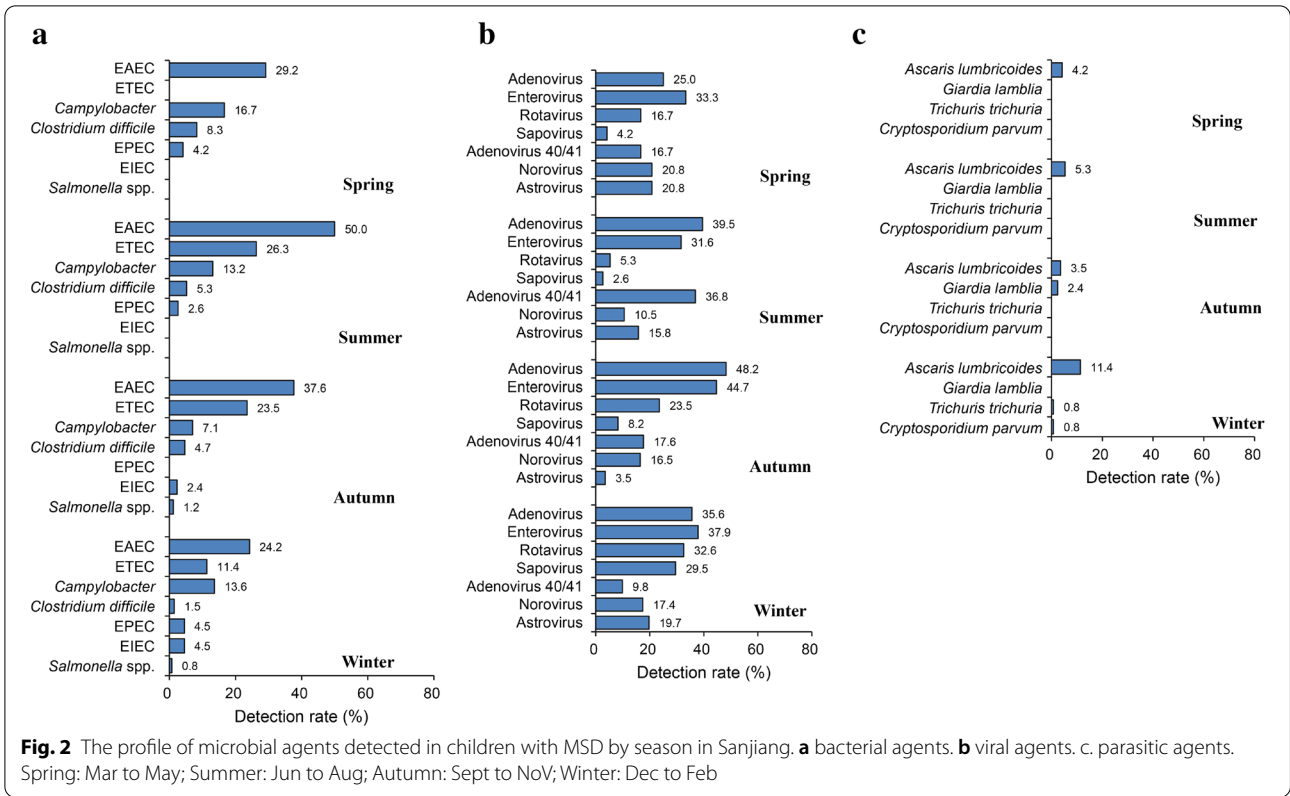 a
EAEC 29.2
ETEC
Campylobacter 16.7
Clostridium difficile 8.3
EPEC 4.2
EIEC
Salmonella spp.
Spring
EAEC 50.0
ETEC 26.3
Campylobacter 13.2
Clostridium difficile 5.3
EPEC 2.6
EIEC
Salmonella spp.
Summer
EAEC 37.6
ETEC 23.5
Campylobacter 7.1
Clostridium difficile 4.7
EPEC
EIEC 2.4
Salmonella spp. 1.2
Autumn
EAEC 24.2
ETEC 11.4
Campylobacter 13.6
Clostridium difficile 1.5
EPEC 4.5
EIEC 4.5
Salmonella spp. 0.8
Winter
0 20 40 60 80
Detection rate (%)
b
Adenovirus 25.0
Enterovirus 33.3
Rotavirus 16.7
Sapovirus 4.2
Adenovirus 40/41 16.7
Norovirus 20.8
Astrovirus 20.8
Spring
Adenovirus 39.5
Enterovirus 31.6
Rotavirus 5.3
Sapovirus 2.6
Adenovirus 40/41 36.8
Norovirus 10.5
Astrovirus 15.8
Summer
Adenovirus 48.2
Enterovirus 44.7
Rotavirus 23.5
Sapovirus 8.2
Adenovirus 40/41 17.6
Norovirus 16.5
Astrovirus 3.5
Autumn
Adenovirus 35.6
Enterovirus 37.9
Rotavirus 32.6
Sapovirus 29.5
Adenovirus 40/41 9.8
Norovirus 17.4
Astrovirus 19.7
Winter
0 20 40 60 80
Detection rate (%)
c
Ascaris lumbricoides 4.2
Giardia lamblia
Trichuris trichuria
Cryptosporidium parvum
Spring
Ascaris lumbricoides 5.3
Giardia lamblia
Trichuris trichuria
Cryptosporidium parvum
Summer
Ascaris lumbricoides 3.5
Giardia lamblia 2.4
Trichuris trichuria
Cryptosporidium parvum
Autumn
Ascaris lumbricoides 11.4
Giardia lamblia
Trichuris trichuria 0.8
Cryptosporidium parvum 0.8
Winter
0 20 40 60 80
Detection rate (%)
Fig. 2 The profile of microbial agents detected in children with MSD by season in Sanjiang. a bacterial agents. b viral agents. c. parasitic agents.
Spring: Mar to May; Summer: Jun to Aug; Autumn: Sept to NoV; Winter: Dec to Feb